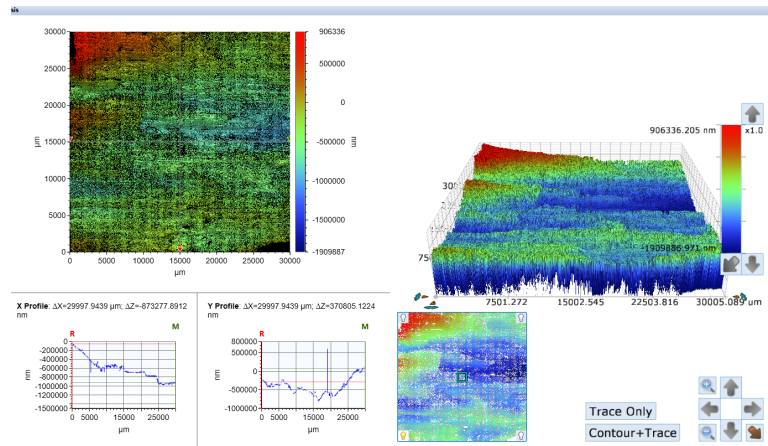 sis
30000
25000
20000
15000
10000
5000
0
µm
0 5000 10000 15000 20000 25000 30000
µm
906336
500000
0
-500000
-1000000
-1500000
-1909887
nm
906336.205 nm
x1.0
-1909886.971 nm
7501.272 15002.545 22503.816 30005.089 µm
X Profile: ΔX=29997.9439 µm; ΔZ=-873277.8912
nm
R M
0
-200000
-400000
-600000
-800000
-1000000
-1200000
-1500000
nm
0 5000 15000 25000
µm
Y Profile: ΔX=29997.9439 µm; ΔZ=370805.1224
nm
R M
800000
500000
0
-500000
-1000000
nm
0 5000 15000 25000
µm
Trace Only
Contour+Trace